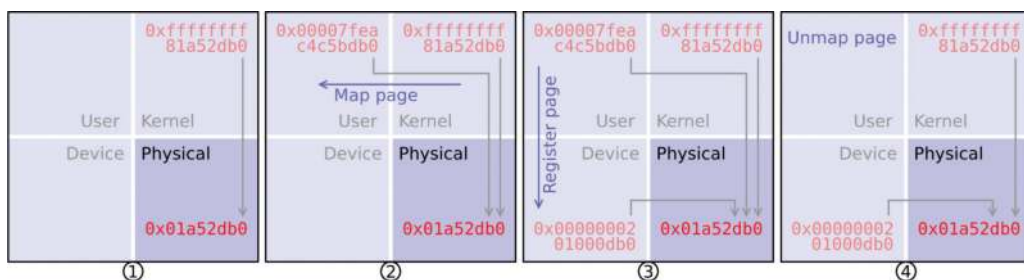 0xffffffff
81a52db0
User
Kernel
Device
Physical
0x01a52db0
①
0x00007fea
c4c5bdb0
0xffffffff
81a52db0
Map page
User
Kernel
Device
Physical
0x01a52db0
②
0x00007fea
c4c5bdb0
0xffffffff
81a52db0
Register page
User
Kernel
Device
Physical
0x00000002
01000db0
0x01a52db0
③
Unmap page
0xffffffff
81a52db0
User
Kernel
Device
Physical
0x00000002
01000db0
0x01a52db0
④